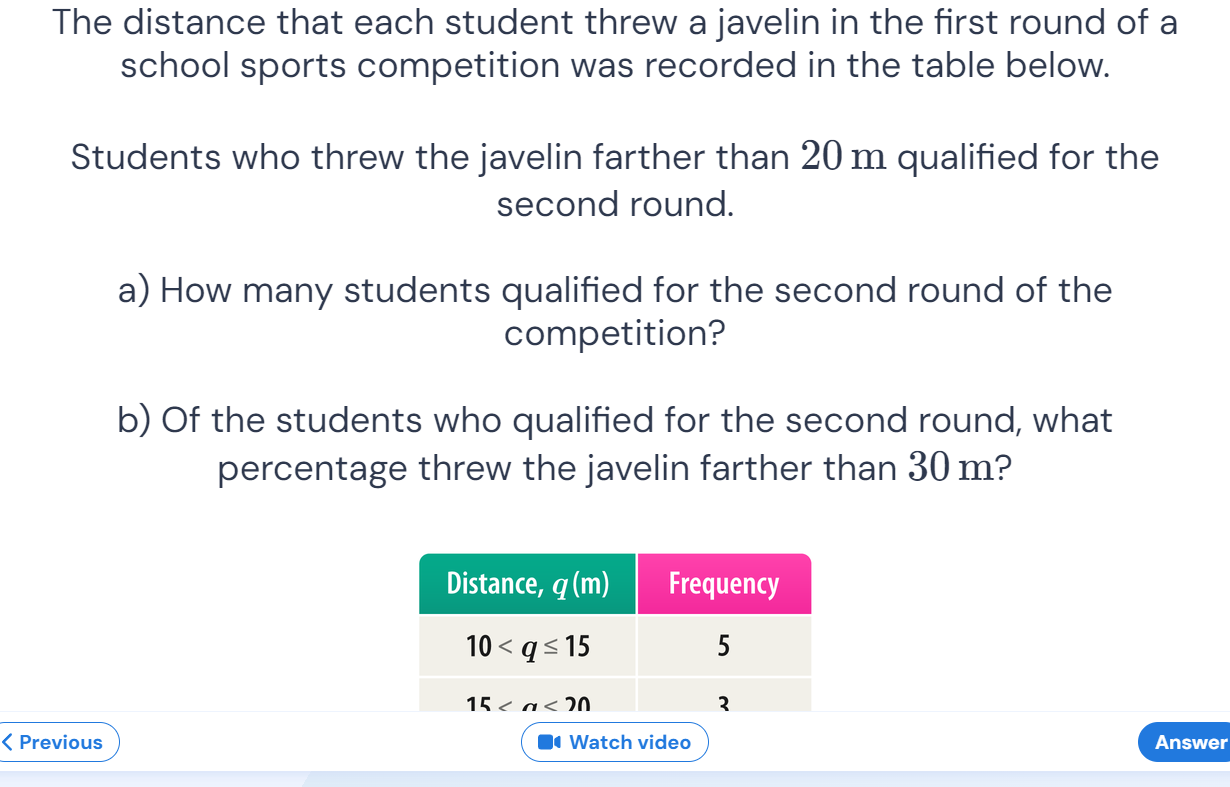 The distance that each student threw a javelin in the first round of a
school sports competition was recorded in the table below.
Students who threw the javelin farther than 20 m qualified for the
second round.
a) How many students qualified for the second round of the
competition?
b) Of the students who qualified for the second round, what
percentage threw the javelin farther than 30 m?
Distance, q (m) Frequency
10 < q ≤ 15 5
15 < q ≤ 20 3
Previous Watch video Answer